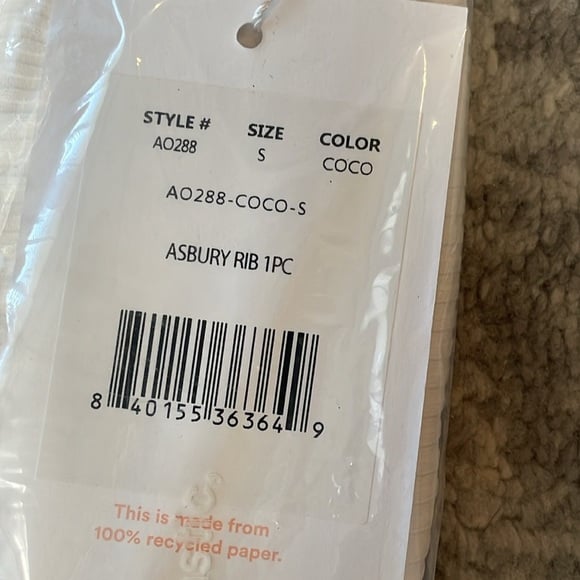 STYLE # SIZE COLOR
AO288 S COCO
AO288-COCO-S
ASBURY RIB 1PC
8 40155 36364 9
This is made from
100% recycled paper.